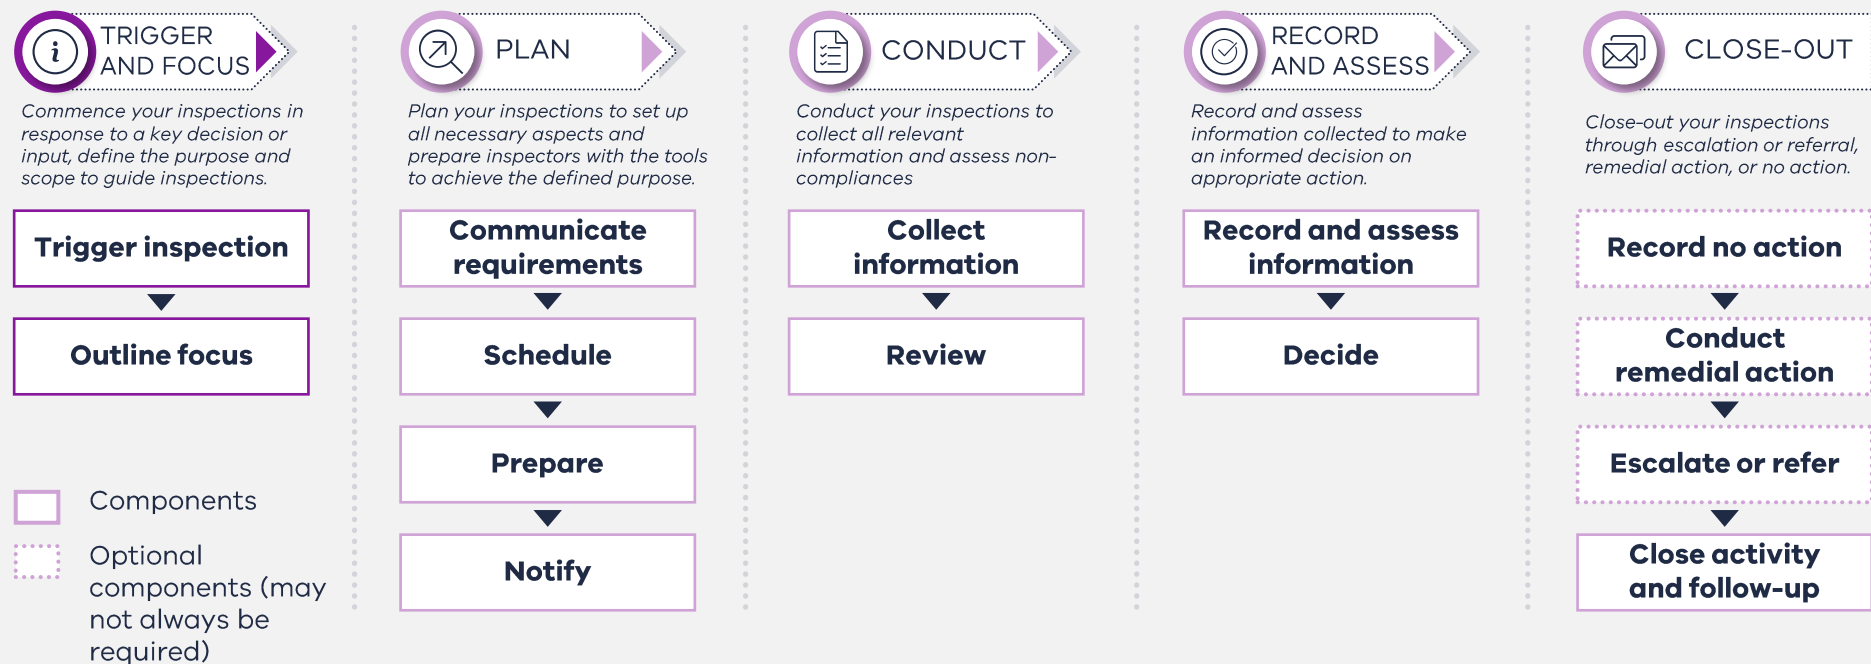 TRIGGER
AND FOCUS
Commence your inspections in
response to a key decision or
input, define the purpose and
scope to guide inspections.
Trigger inspection
Outline focus
Components
Optional
components (may
not always be
required)
PLAN
Plan your inspections to set up
all necessary aspects and
prepare inspectors with the tools
to achieve the defined purpose.
Communicate
requirements
Schedule
Prepare
Notify
CONDUCT
Conduct your inspections to
collect all relevant
information and assess non-
compliances
Collect
information
Review
RECORD
AND ASSESS
Record and assess
information collected to make
an informed decision on
appropriate action.
Record and assess
information
Decide
CLOSE-OUT
Close-out your inspections
through escalation or referral,
remedial action, or no action.
Record no action
Conduct
remedial action
Escalate or refer
Close activity
and follow-up